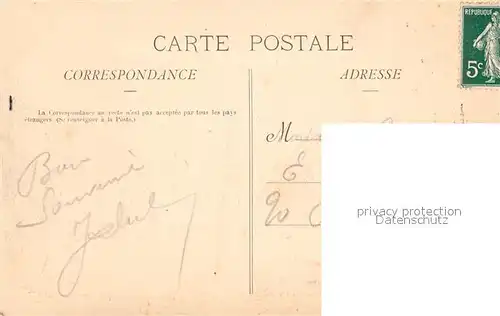 CARTE POSTALE
RÉPUBLIQUE
5c
CORRESPONDANCE
ADRESSE
La Correspondance au recto n'est pas acceptée par tous les pays
étrangers (Se renseigner à la Poste.)
Bon
E
90
privacy protection
Datenschutz